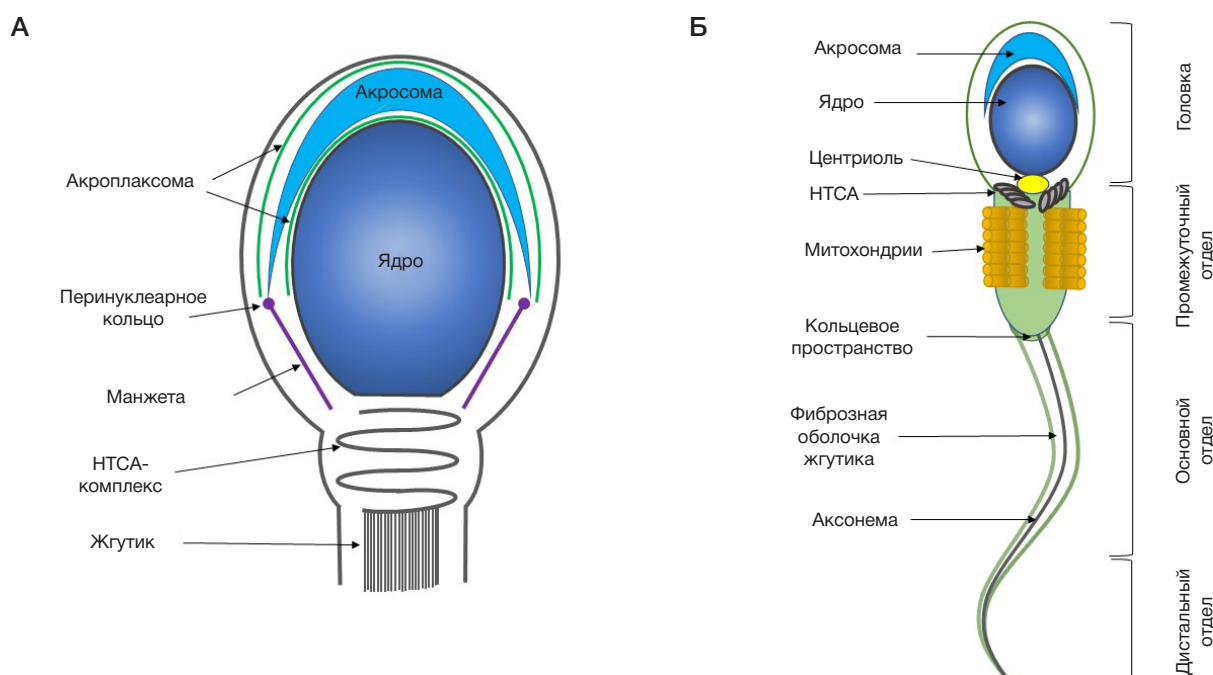 А
Акросома
Акроплаксома
Ядро
Перинуклеарное
кольцо
Манжета
НТСА-
комплекс
Жгутик
Б
Акросома
Ядро
Центриоль
НТСА
Митохондрии
Кольцевое
пространство
Фиброзная
оболочка
жгутика
Аксонема
Головка
Промежуточный
отдел
Основной
отдел
Дистальный
отдел